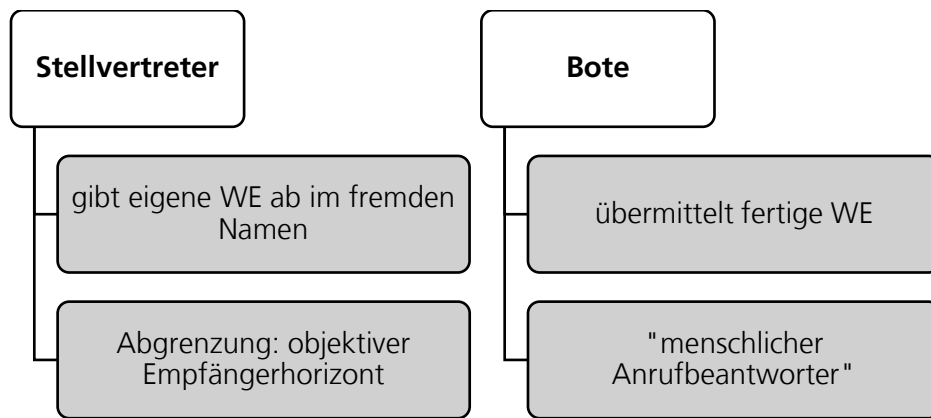 Stellvertreter
gibt eigene WE ab im fremden
Namen
Abgrenzung: objektiver
Empfängerhorizont
Bote
übermittelt fertige WE
"menschlicher
Anrufbeantworter"